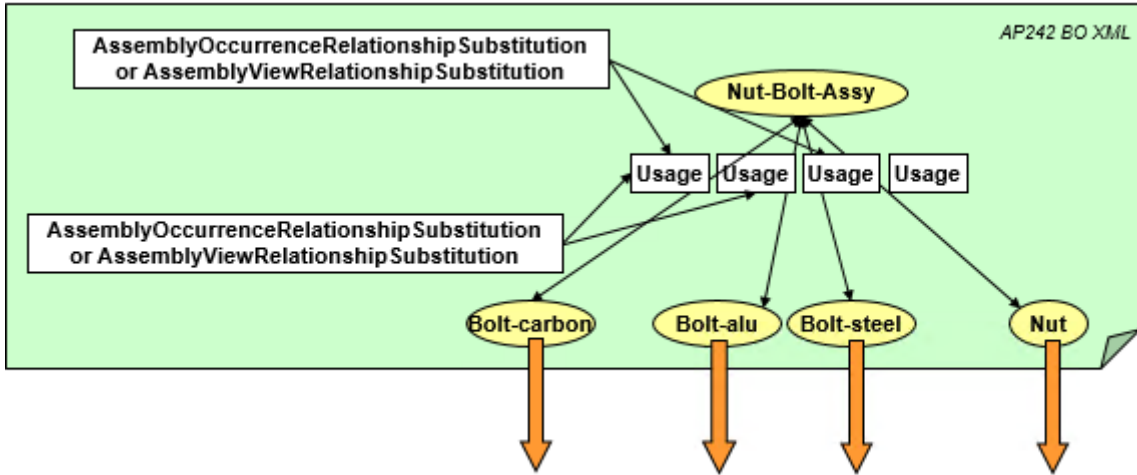 AP242 BO XML
AssemblyOccurrenceRelationshipSubstitution
or AssemblyViewRelationshipSubstitution
Nut-Bolt-Assy
Usage
Usage
Usage
Usage
AssemblyOccurrenceRelationshipSubstitution
or AssemblyViewRelationshipSubstitution
Bolt-carbon
Bolt-alu
Bolt-steel
Nut